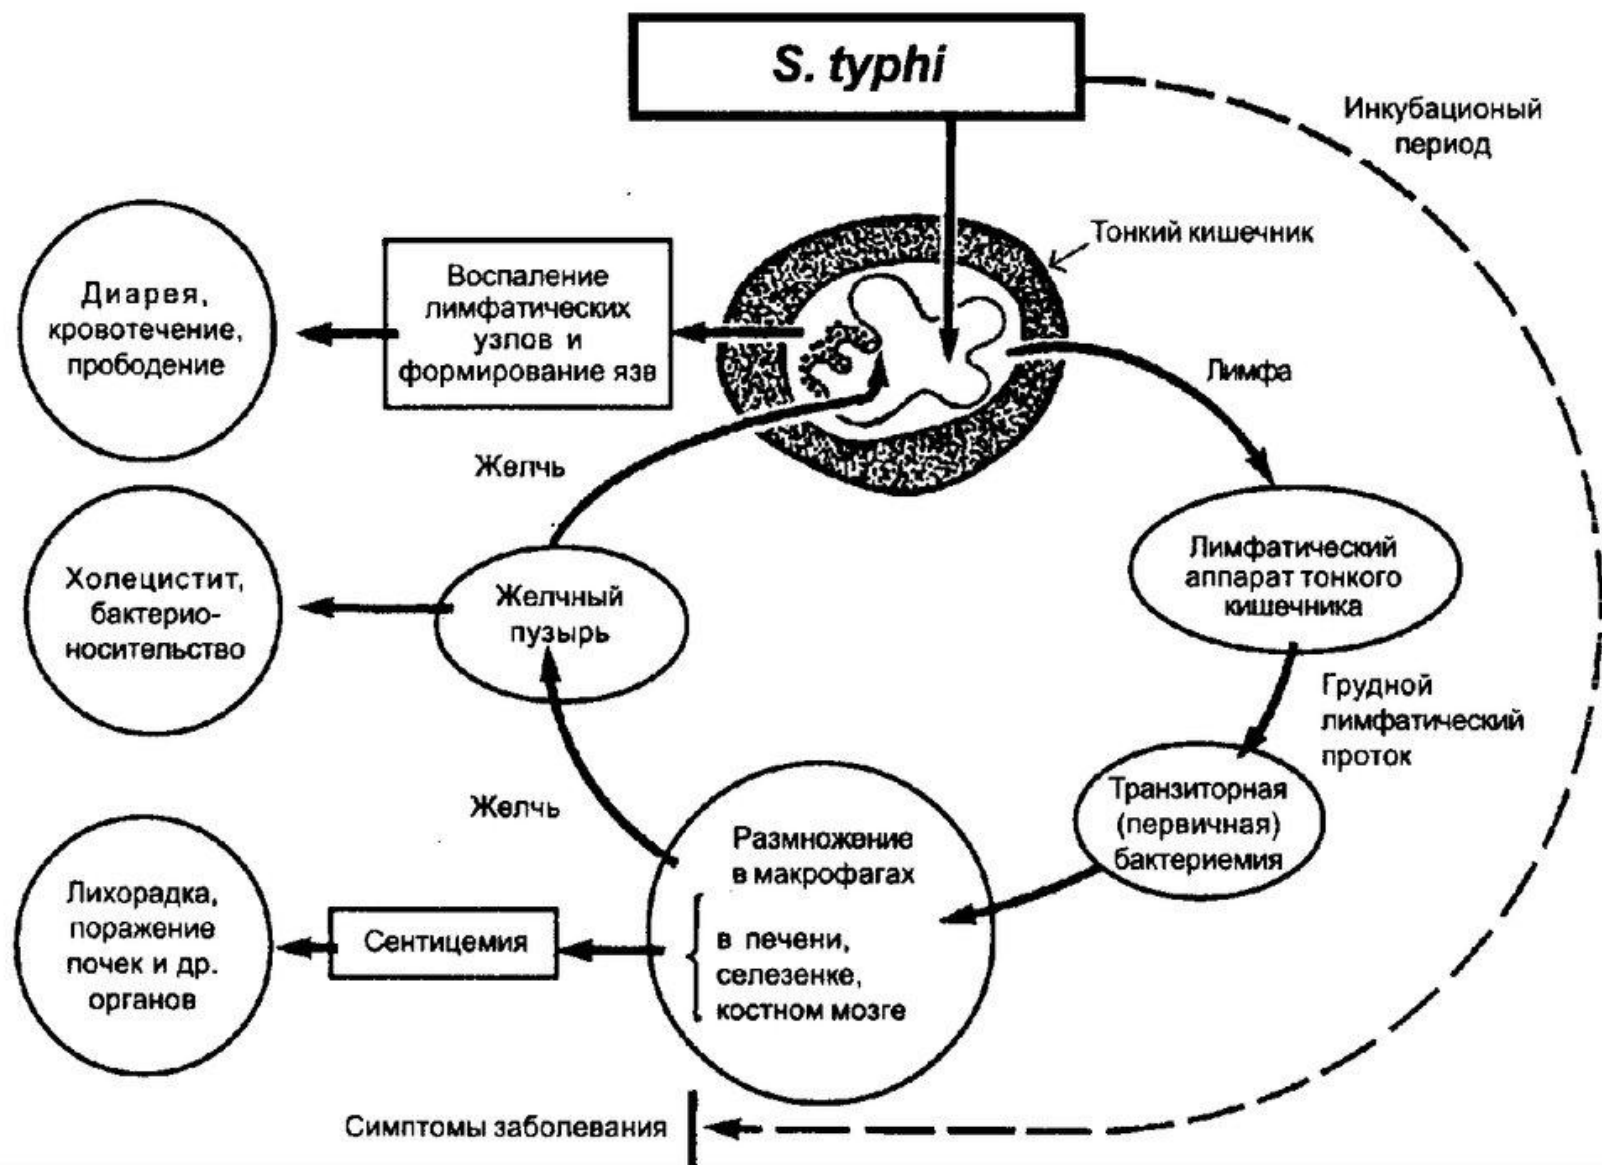 S. typhi
Инкубационый
период
Тонкий кишечник
Диарея,
кровотечение,
прободение
Воспаление
лимфатических
узлов и
формирование язв
Лимфа
Желчь
Лимфатический
аппарат тонкого
кишечника
Холецистит,
бактерио-
носительство
Желчный
пузырь
Грудной
лимфатический
проток
Транзиторная
(первичная)
бактериемия
Желчь
Размножение
в макрофагах
в печени,
селезенке,
костном мозге
Сентицемия
Лихорадка,
поражение
почек и др.
органов
Симптомы заболевания